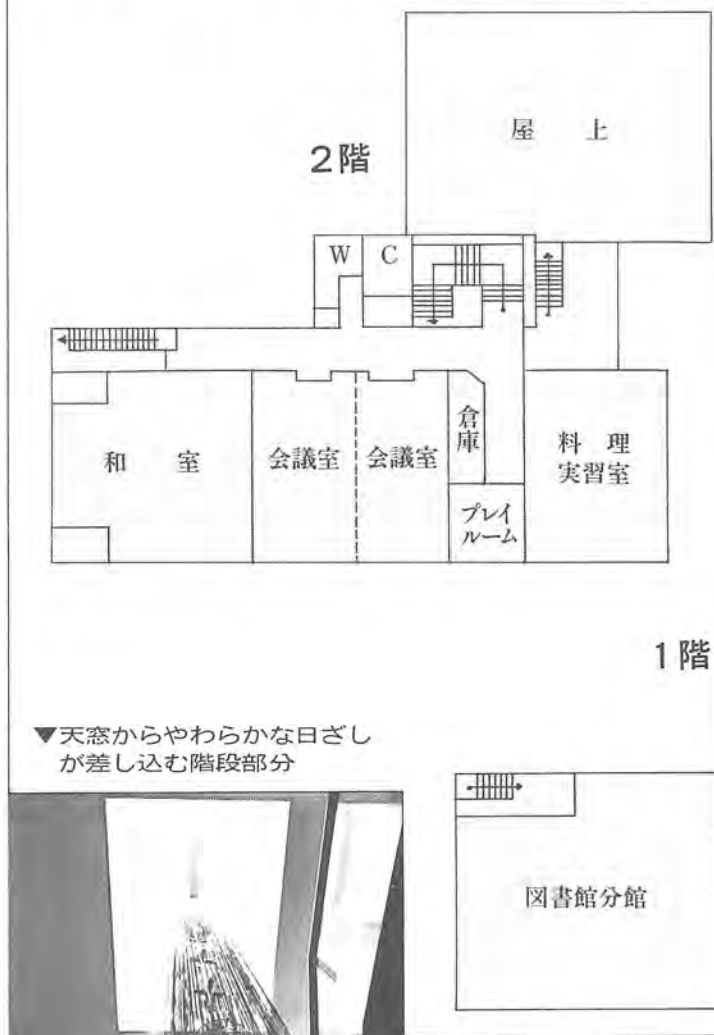 2階
屋 上
W C
和 室
会議室
会議室
倉庫
プレイ
ルーム
料 理
実習室
1階
▼天窓からやわらかな日ざし
が差し込む階段部分
図書館分館